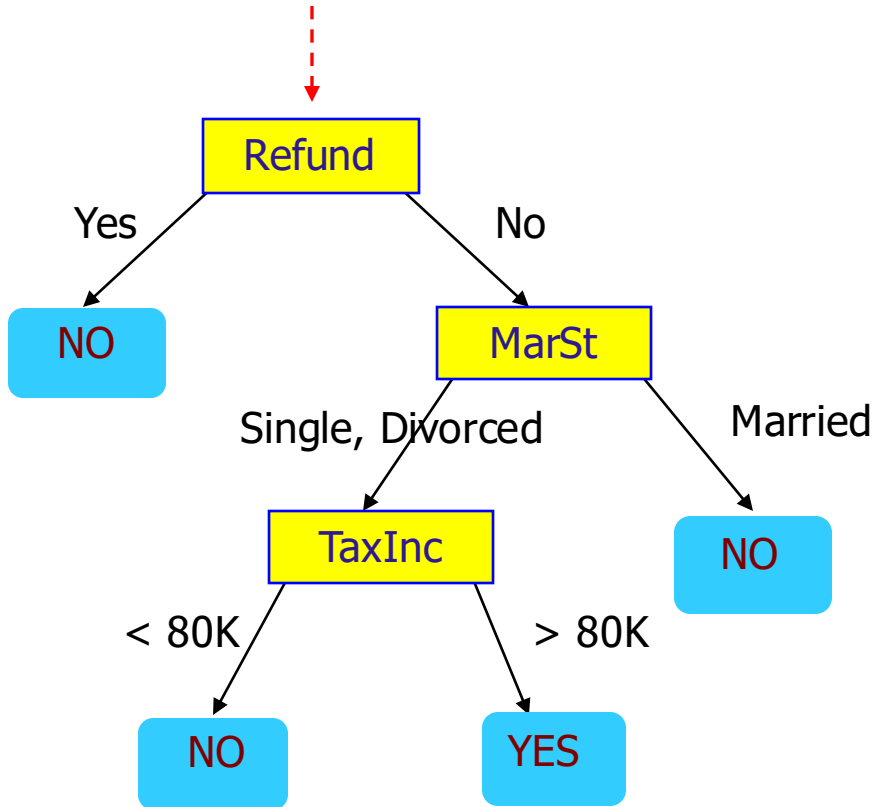 Refund
Yes
No
NO
MarSt
Single, Divorced
Married
TaxInc
NO
< 80K
> 80K
NO
YES